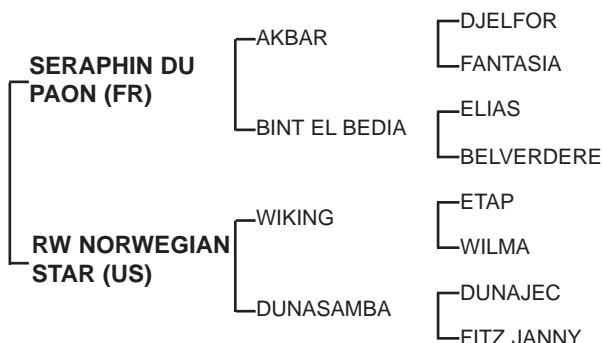 DJELFOR
AKBAR
FANTASIA
SERAPHIN DU
PAON (FR)
ELIAS
BINT EL BEDIA
BELVERDERE
ETAP
WIKING
WILMA
RW NORWEGIAN
STAR (US)
DUNAJEC
DUNASAMBA
FITZ JANNY